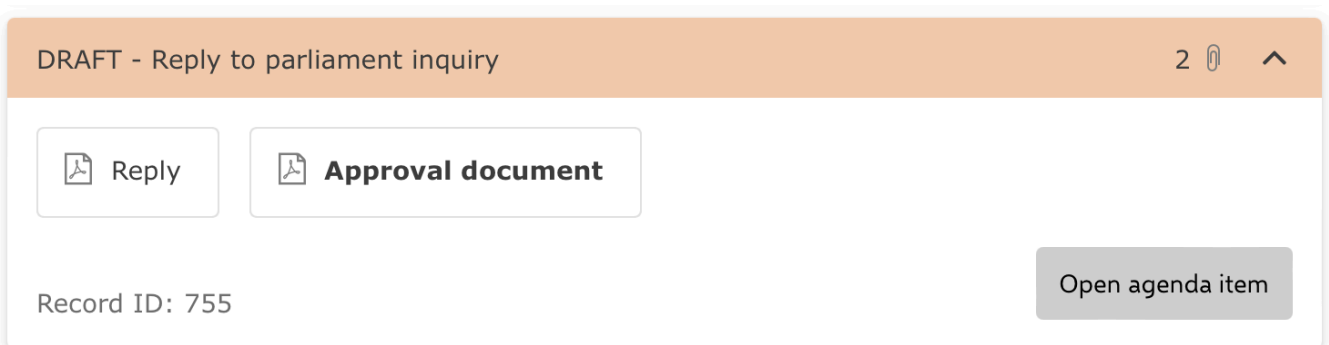 DRAFT - Reply to parliament inquiry 2
Reply Approval document
Open agenda item
Record ID: 755